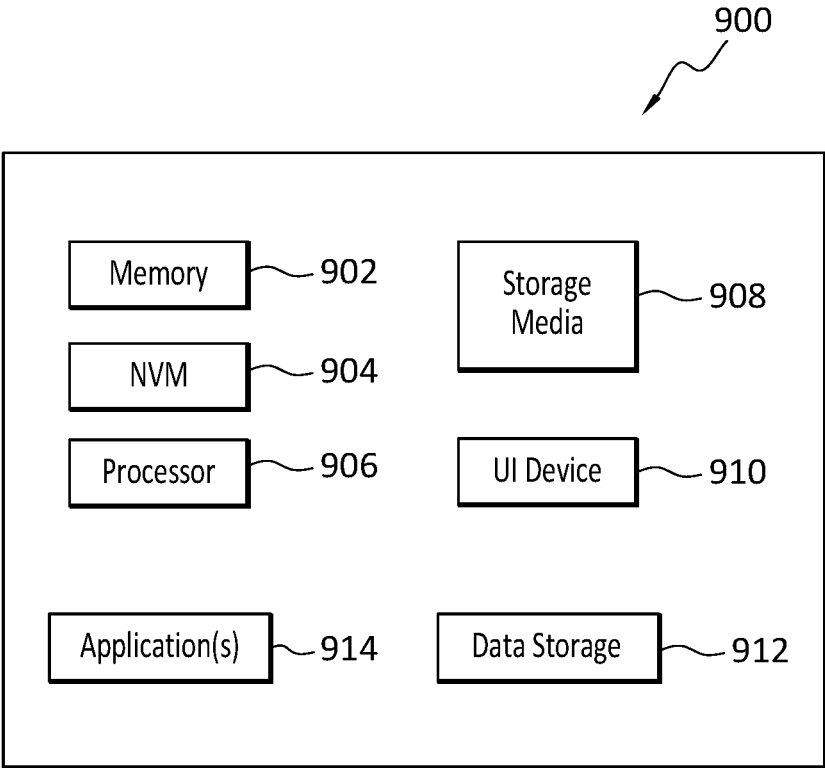 900
Memory
902
Storage
Media
908
NVM
904
Processor
906
UI Device
910
Application(s)
914
Data Storage
912